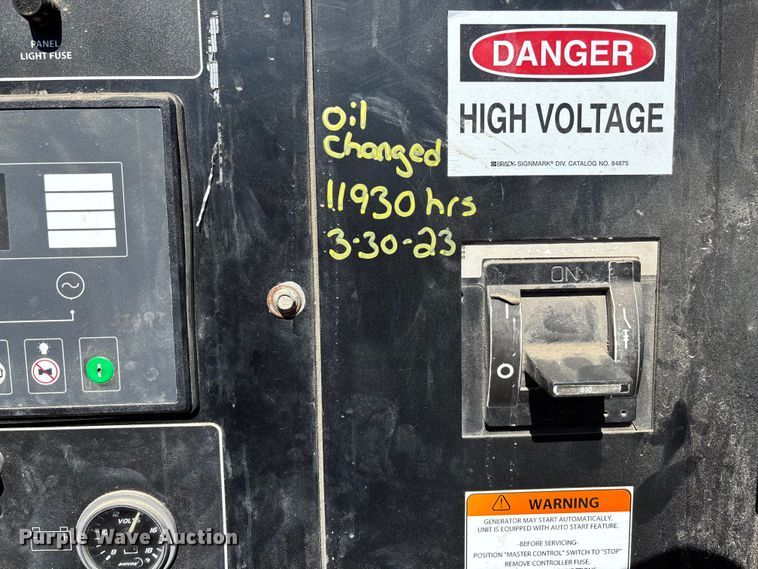 PANEL
LIGHT FUSE
DANGER
HIGH VOLTAGE
BRADY SIGNMARK® DIV. CATALOG NO. 84875
Oil
Changed
11930 hrs
3-30-23
ON
O
800
WARNING
GENERATOR MAY START AUTOMATICALLY.
UNIT IS EQUIPPED WITH AUTO START FEATURE.
-BEFORE SERVICING-
POSITION "MASTER CONTROL" SWITCH TO "STOP"
REMOVE CONTROLLER FUSE.
VOLTS
16
Purple Wave Auction